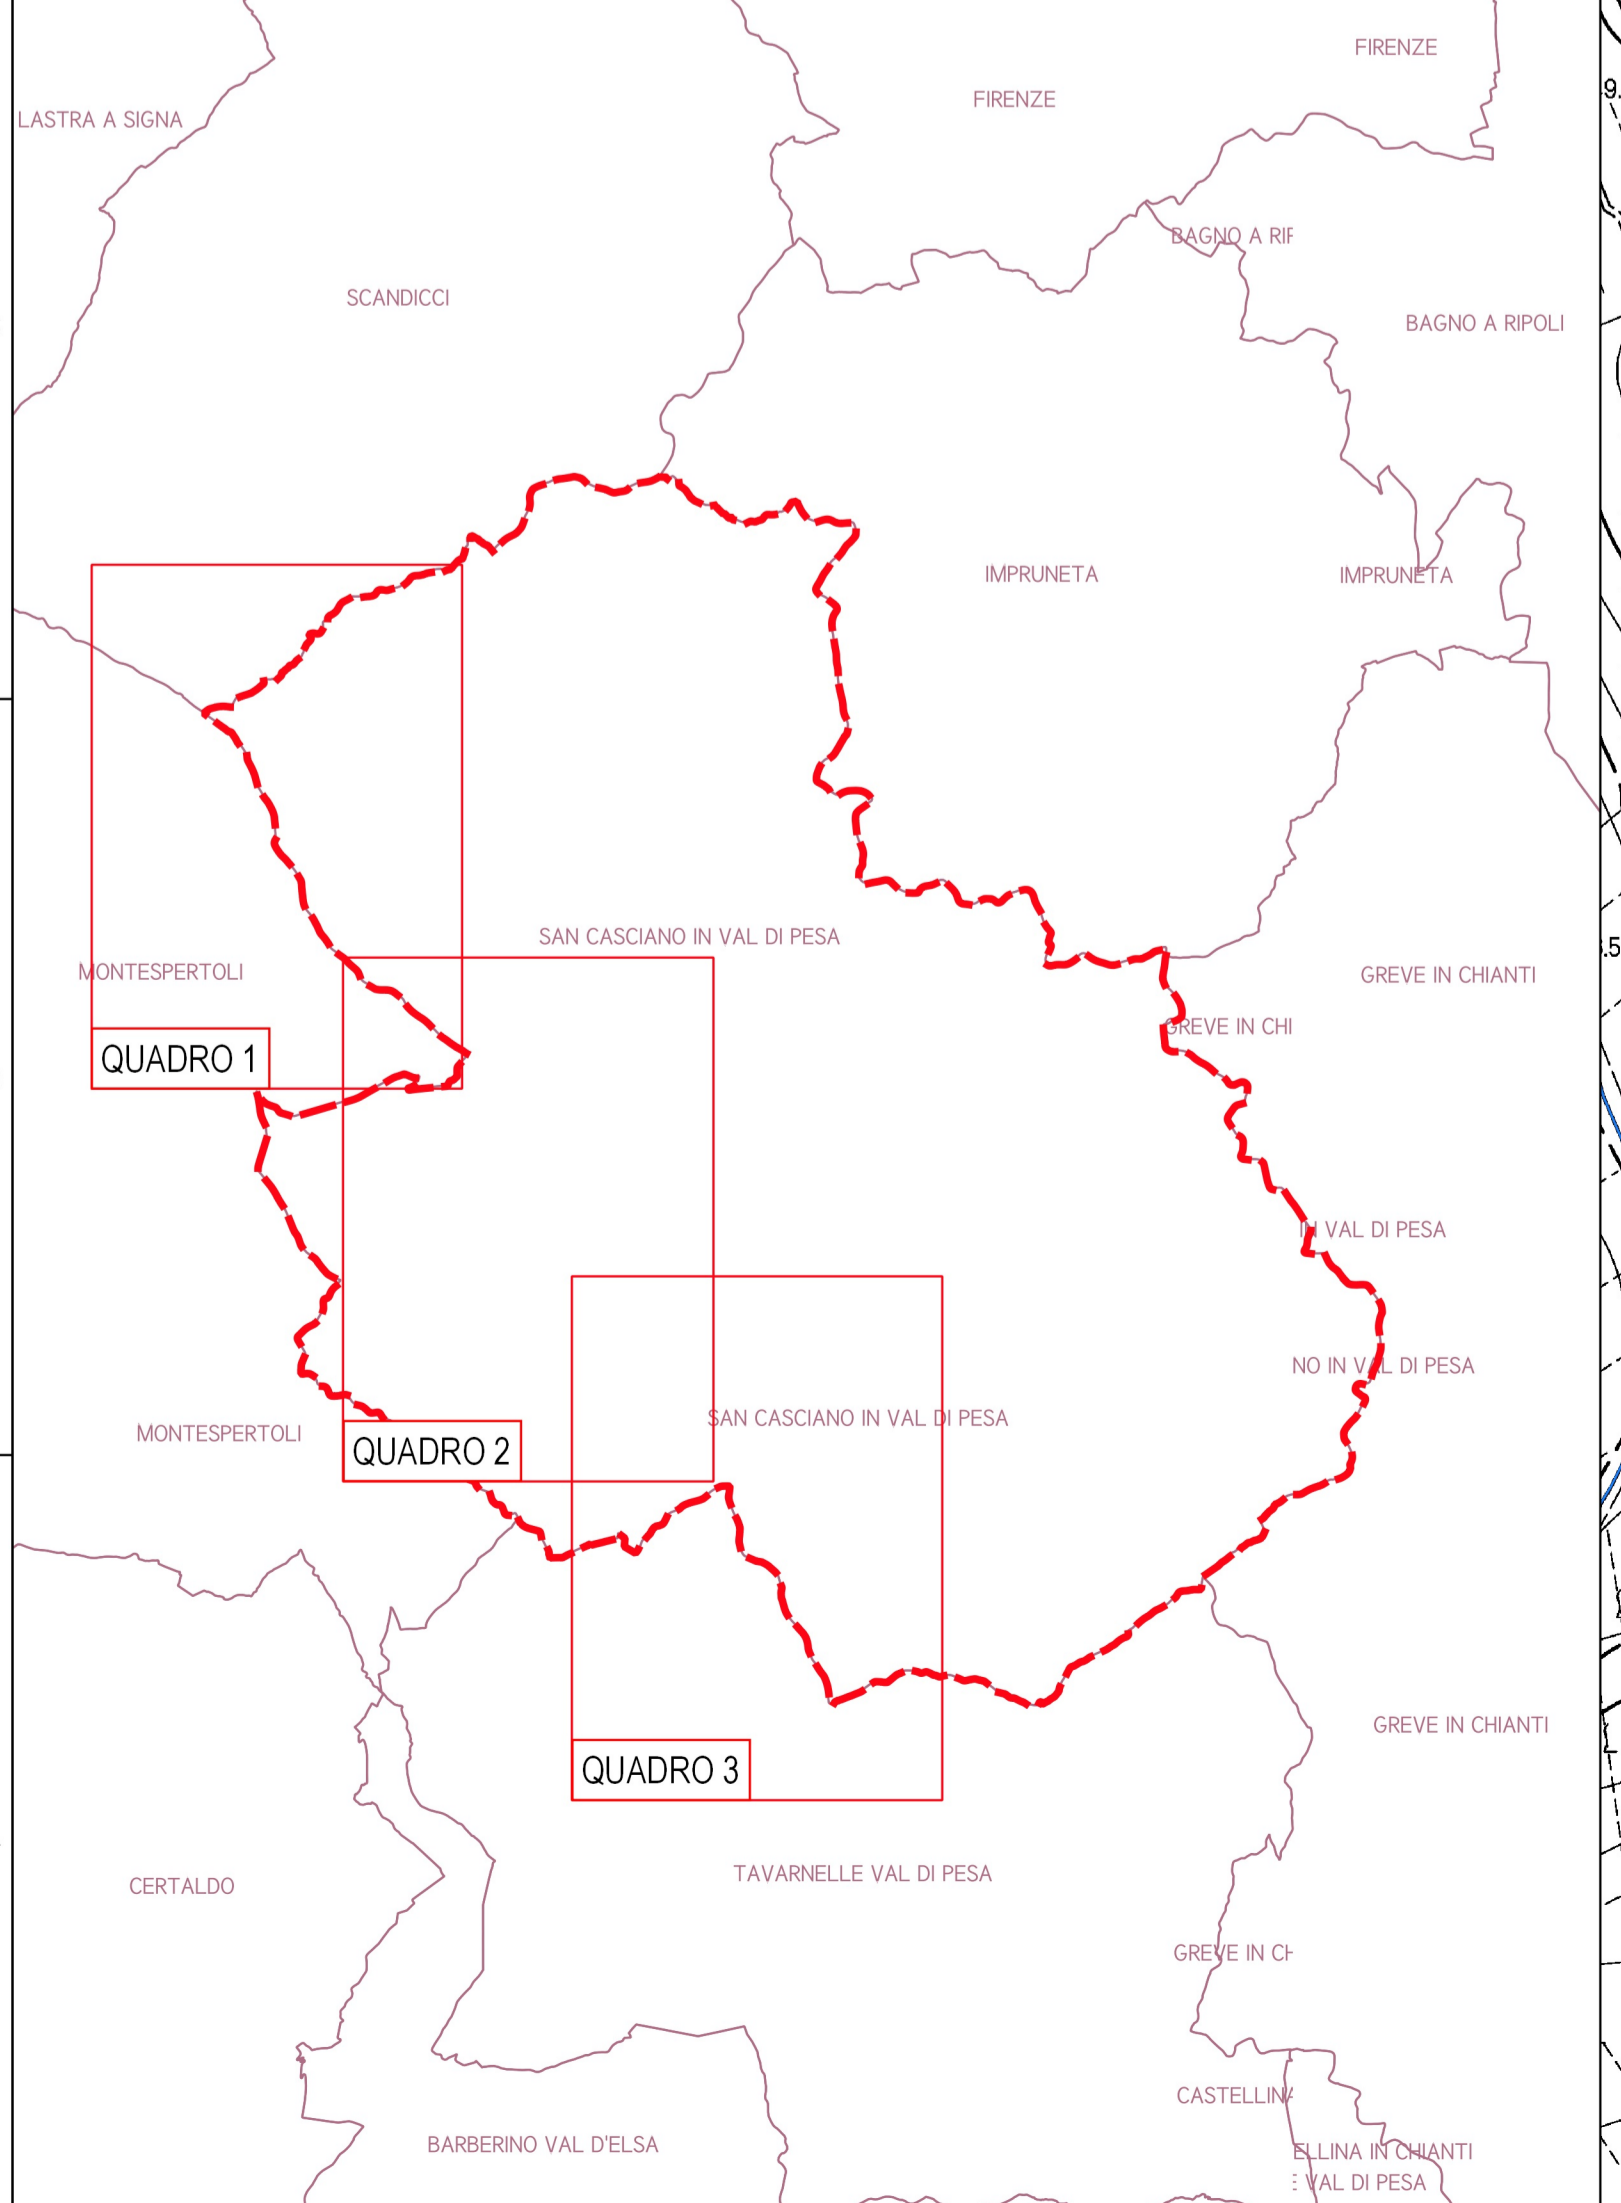 FIRENZE
FIRENZE
LASTRA A SIGNA
9.
BAGNO A RIF
SCANDICCI
BAGNO A RIPOLI
IMPRUNETA
IMPRUNETA
SAN CASCIANO IN VAL DI PESA
.5
MONTESPERTOLI
GREVE IN CHIANTI
GREVE IN CHI
QUADRO 1
IN VAL DI PESA
NO IN VAL DI PESA
SAN CASCIANO IN VAL DI PESA
MONTESPERTOLI
QUADRO 2
GREVE IN CHIANTI
QUADRO 3
TAVARNELLE VAL DI PESA
CERTALDO
GREVE IN CH
CASTELLINA
BARBERINO VAL D'ELSA
ELLINA IN CHIANTI
E VAL DI PESA